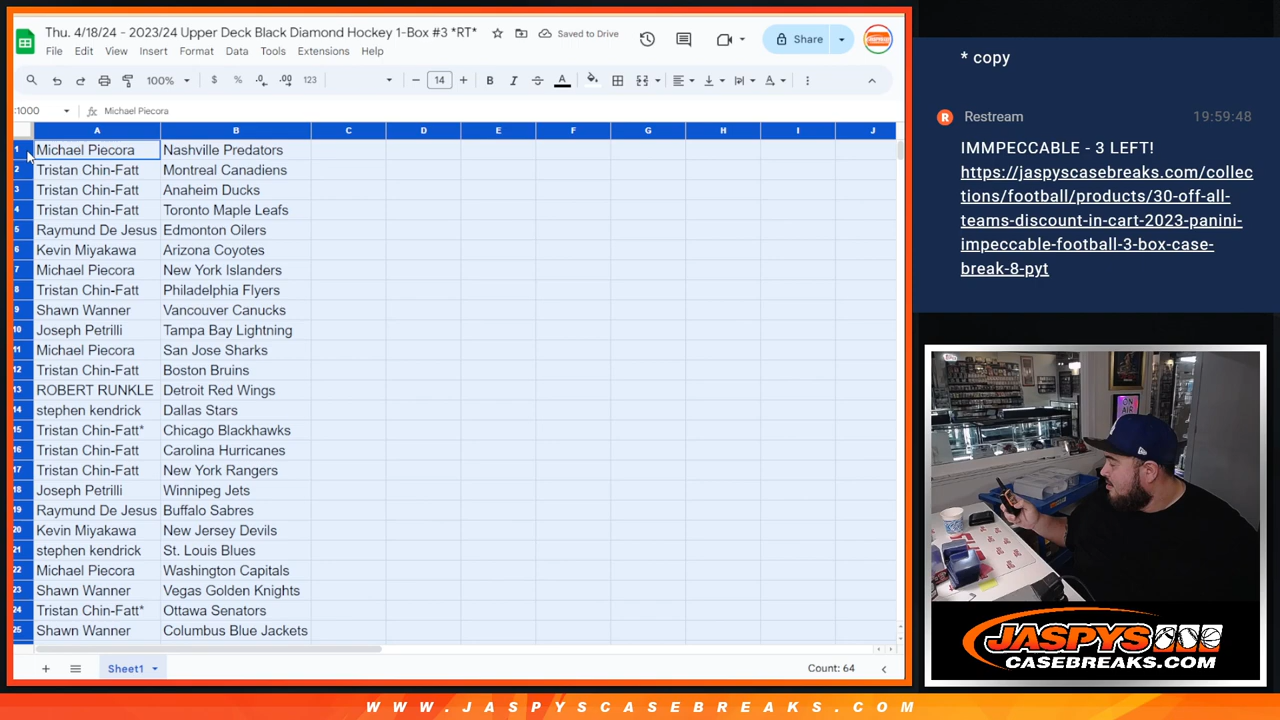 Thu. 4/18/24 - 2023/24 Upper Deck Black Diamond Hockey 1-Box #3 *RT*
Saved to Drive
Share
File Edit View Insert Format Data Tools Extensions Help
100% $ % .0 .00 123 14 B I A
:1000 fx Michael Piecora
A B C D E F G H I J
1 Michael Piecora Nashville Predators
2 Tristan Chin-Fatt Montreal Canadiens
3 Tristan Chin-Fatt Anaheim Ducks
4 Tristan Chin-Fatt Toronto Maple Leafs
5 Raymund De Jesus Edmonton Oilers
6 Kevin Miyakawa Arizona Coyotes
7 Michael Piecora New York Islanders
8 Tristan Chin-Fatt Philadelphia Flyers
9 Shawn Wanner Vancouver Canucks
10 Joseph Petrilli Tampa Bay Lightning
11 Michael Piecora San Jose Sharks
12 Tristan Chin-Fatt Boston Bruins
13 ROBERT RUNKLE Detroit Red Wings
14 stephen kendrick Dallas Stars
15 Tristan Chin-Fatt* Chicago Blackhawks
16 Tristan Chin-Fatt Carolina Hurricanes
17 Tristan Chin-Fatt New York Rangers
18 Joseph Petrilli Winnipeg Jets
19 Raymund De Jesus Buffalo Sabres
20 Kevin Miyakawa New Jersey Devils
21 stephen kendrick St. Louis Blues
22 Michael Piecora Washington Capitals
23 Shawn Wanner Vegas Golden Knights
24 Tristan Chin-Fatt* Ottawa Senators
25 Shawn Wanner Columbus Blue Jackets
Sheet1
Count: 64
* copy
R Restream 19:59:48
IMMPECCABLE - 3 LEFT!
https://jaspyscasebreaks.com/collec
tions/football/products/30-off-all-
teams-discount-in-cart-2023-panini-
impeccable-football-3-box-case-
break-8-pyt
ON
AIR
JASPYS
CASEBREAKS.COM
WWW.JASPYSCASEBREAKS.COM